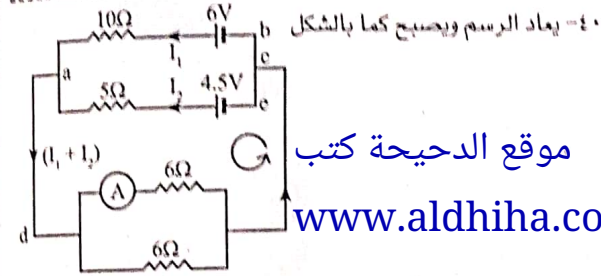 ٤٠- يعاد الرسم ويصبح كما بالشكل
10Ω 6V b
I₁ c
a
5Ω I₂ 4.5V
e
(I₁ + I₂)
6Ω
A
d
6Ω
موقع الدحيحة كتب
www.aldhiha.co